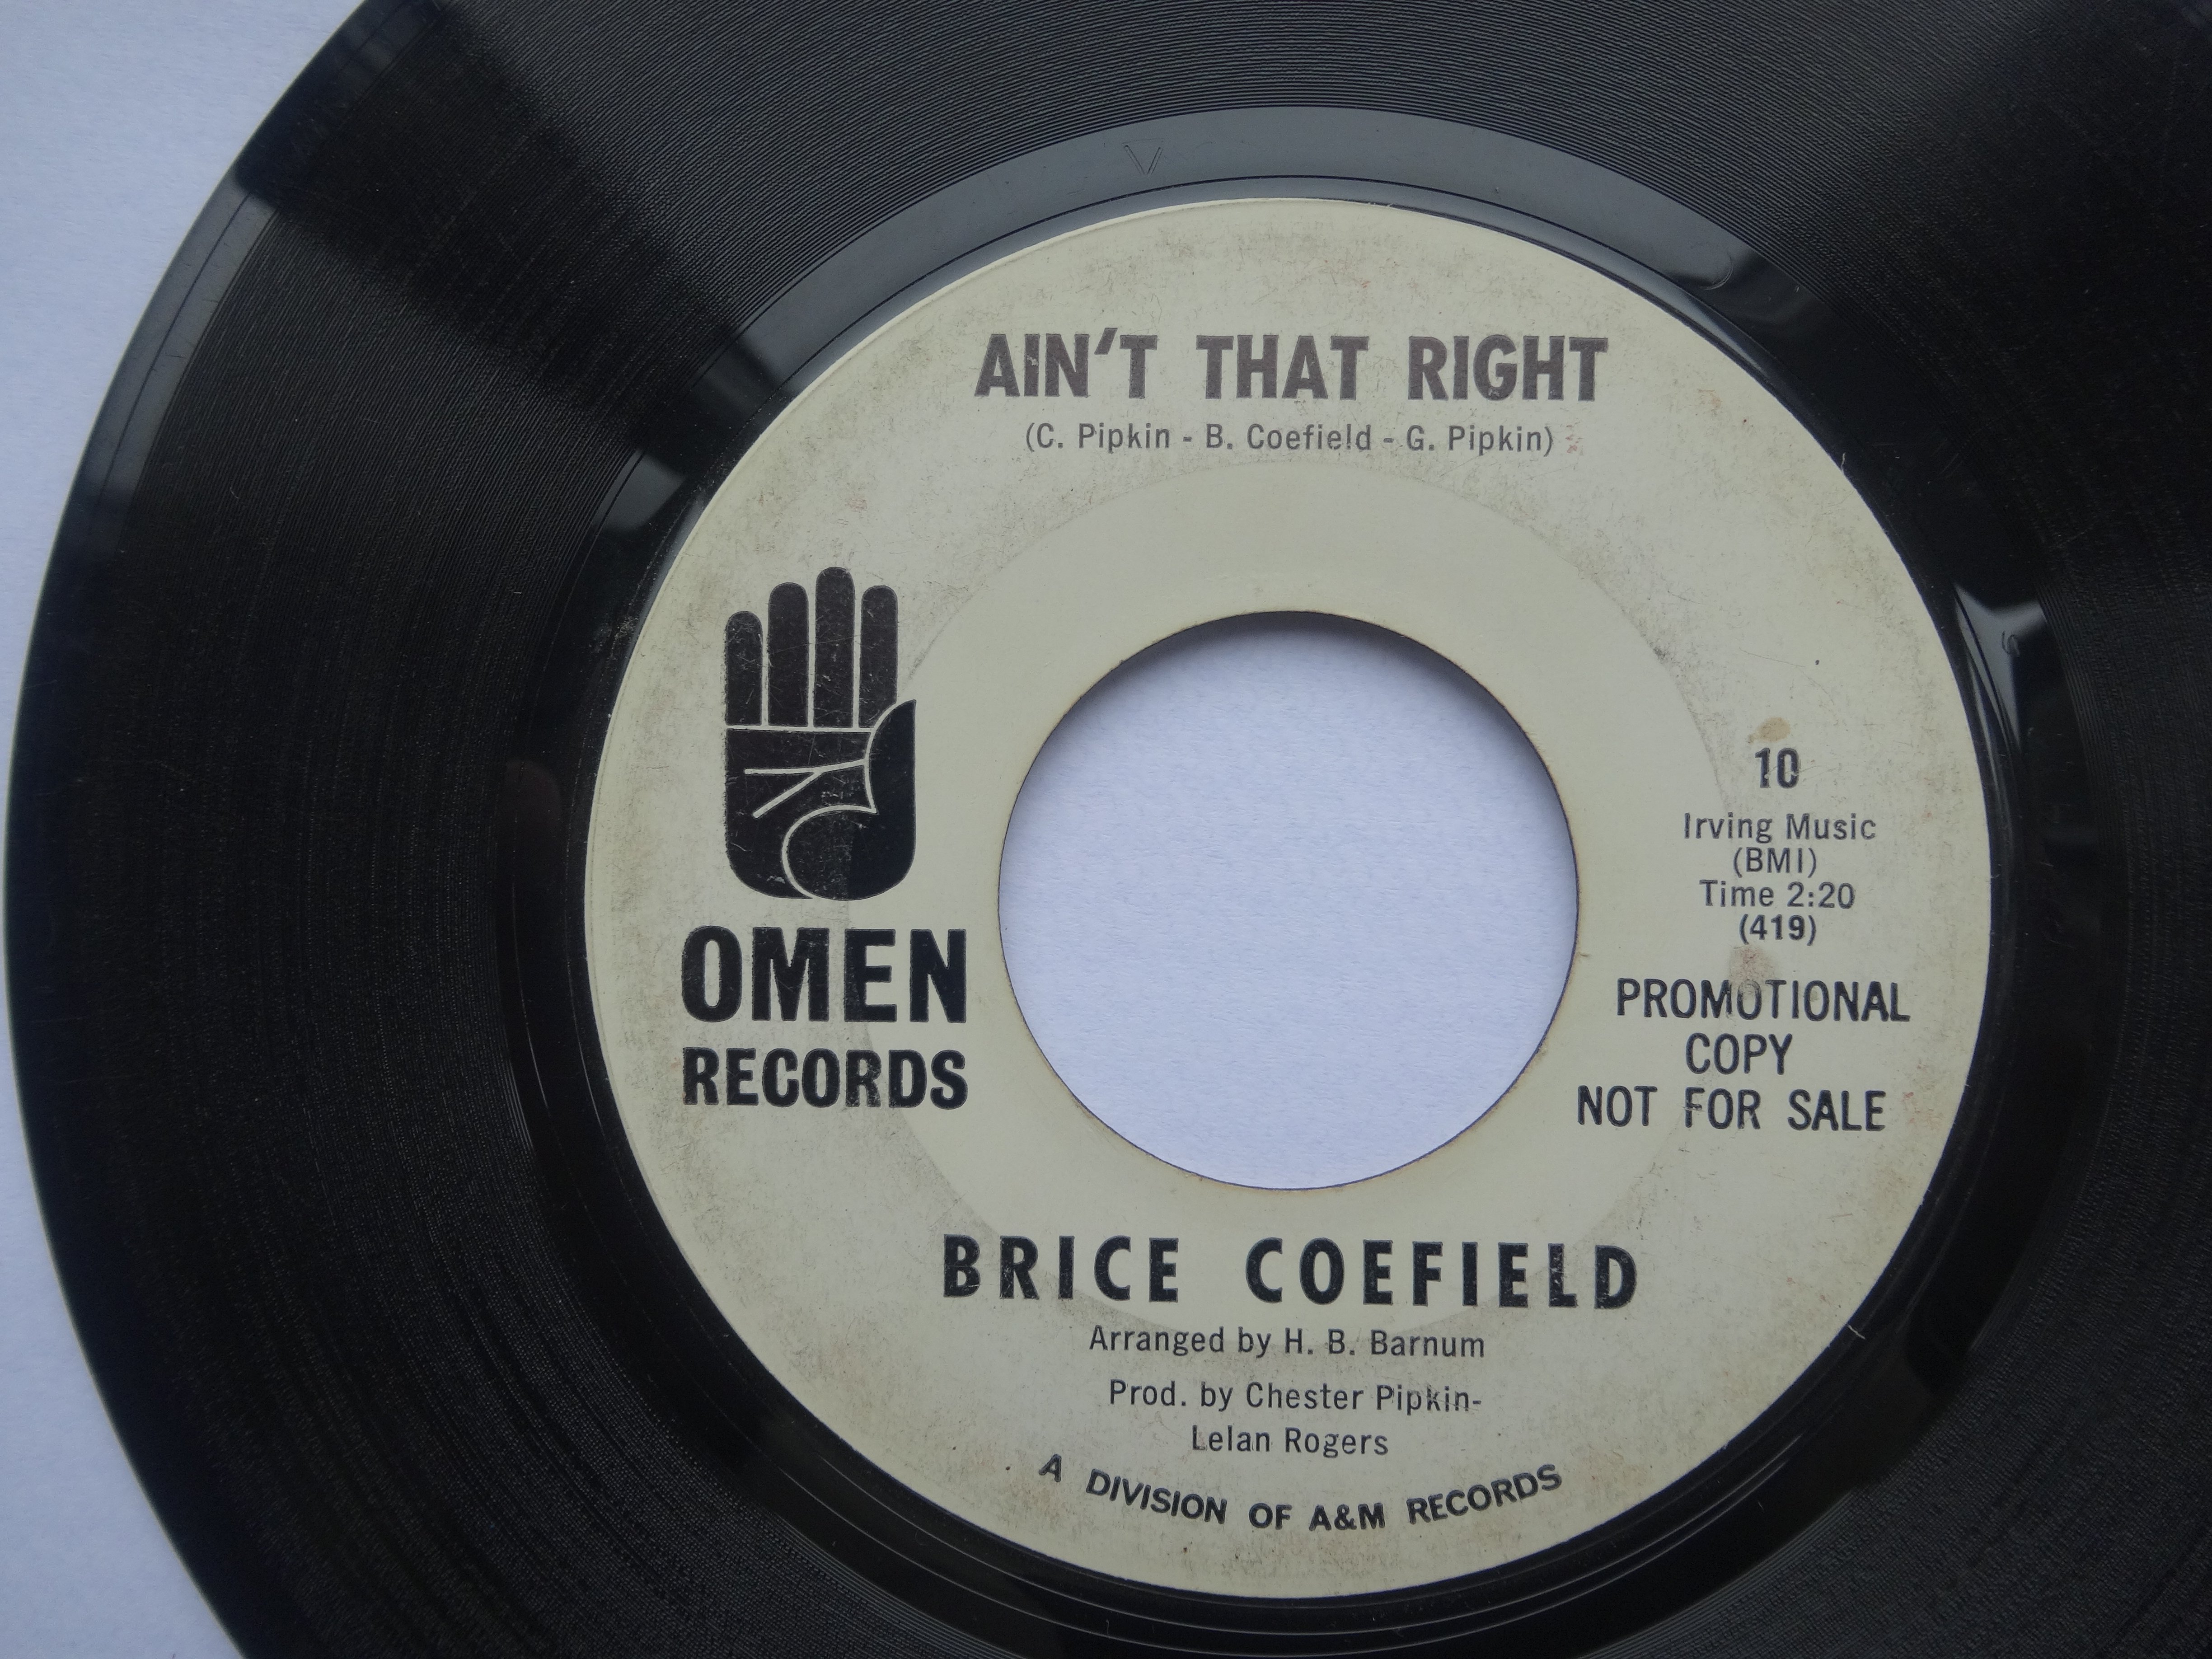 AIN'T THAT RIGHT
(C. Pipkin - B. Coefield - G. Pipkin)
OMEN
RECORDS
10
Irving Music
(BMI)
Time 2:20
(419)
PROMOTIONAL
COPY
NOT FOR SALE
BRICE COEFIELD
Arranged by H. B. Barnum
Prod. by Chester Pipkin-
Lelan Rogers
A DIVISION OF A&M RECORDS